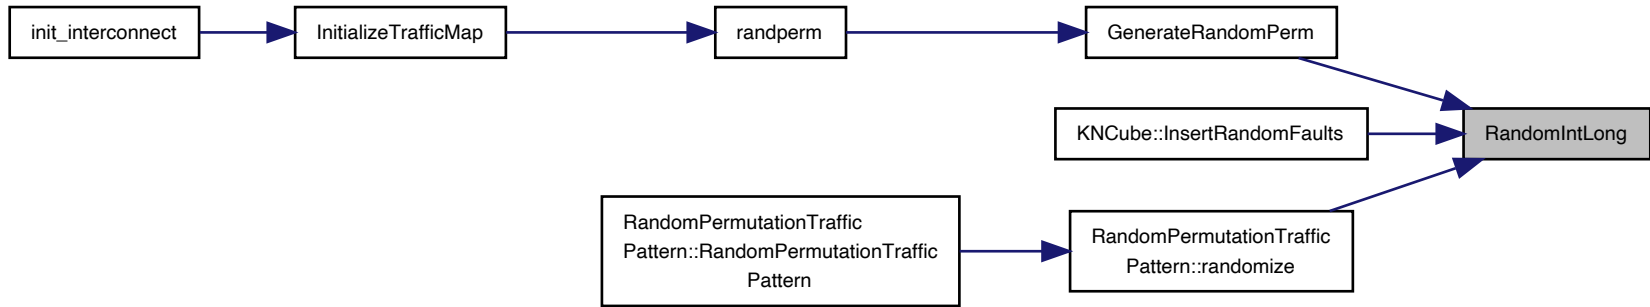 init_interconnect
InitializeTrafficMap
randperm
GenerateRandomPerm
KNCube::InsertRandomFaults
RandomIntLong
RandomPermutationTraffic
Pattern::RandomPermutationTraffic
Pattern
RandomPermutationTraffic
Pattern::randomize